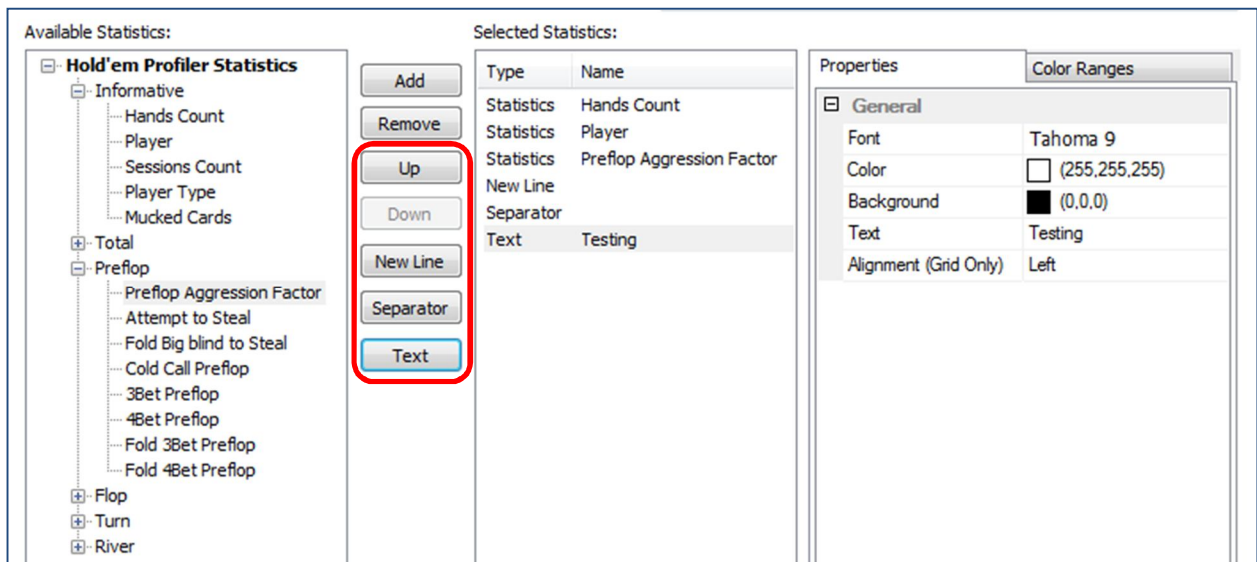 Available Statistics:
Hold'em Profiler Statistics
Informative
Hands Count
Player
Sessions Count
Player Type
Mucked Cards
Total
Preflop
Preflop Aggression Factor
Attempt to Steal
Fold Big blind to Steal
Cold Call Preflop
3Bet Preflop
4Bet Preflop
Fold 3Bet Preflop
Fold 4Bet Preflop
Flop
Turn
River
Add
Remove
Up
Down
New Line
Separator
Text
Selected Statistics:
Type Name
Statistics Hands Count
Statistics Player
Statistics Preflop Aggression Factor
New Line
Separator
Text Testing
Properties Color Ranges
General
Font Tahoma 9
Color (255,255,255)
Background (0,0,0)
Text Testing
Alignment (Grid Only) Left